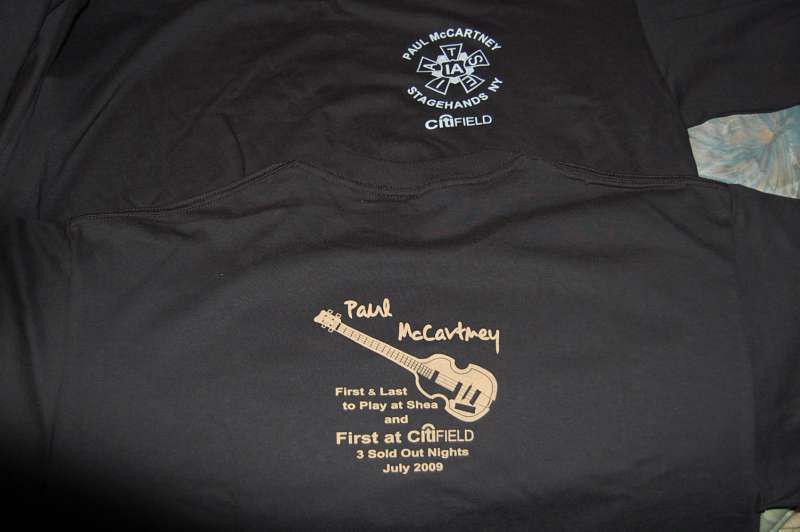 PAUL McCARTNEY
IATSE
IA
STAGEHANDS NY
citiFIELD
Paul
McCartney
First & Last
to Play at Shea
and
First at citiFIELD
3 Sold Out Nights
July 2009